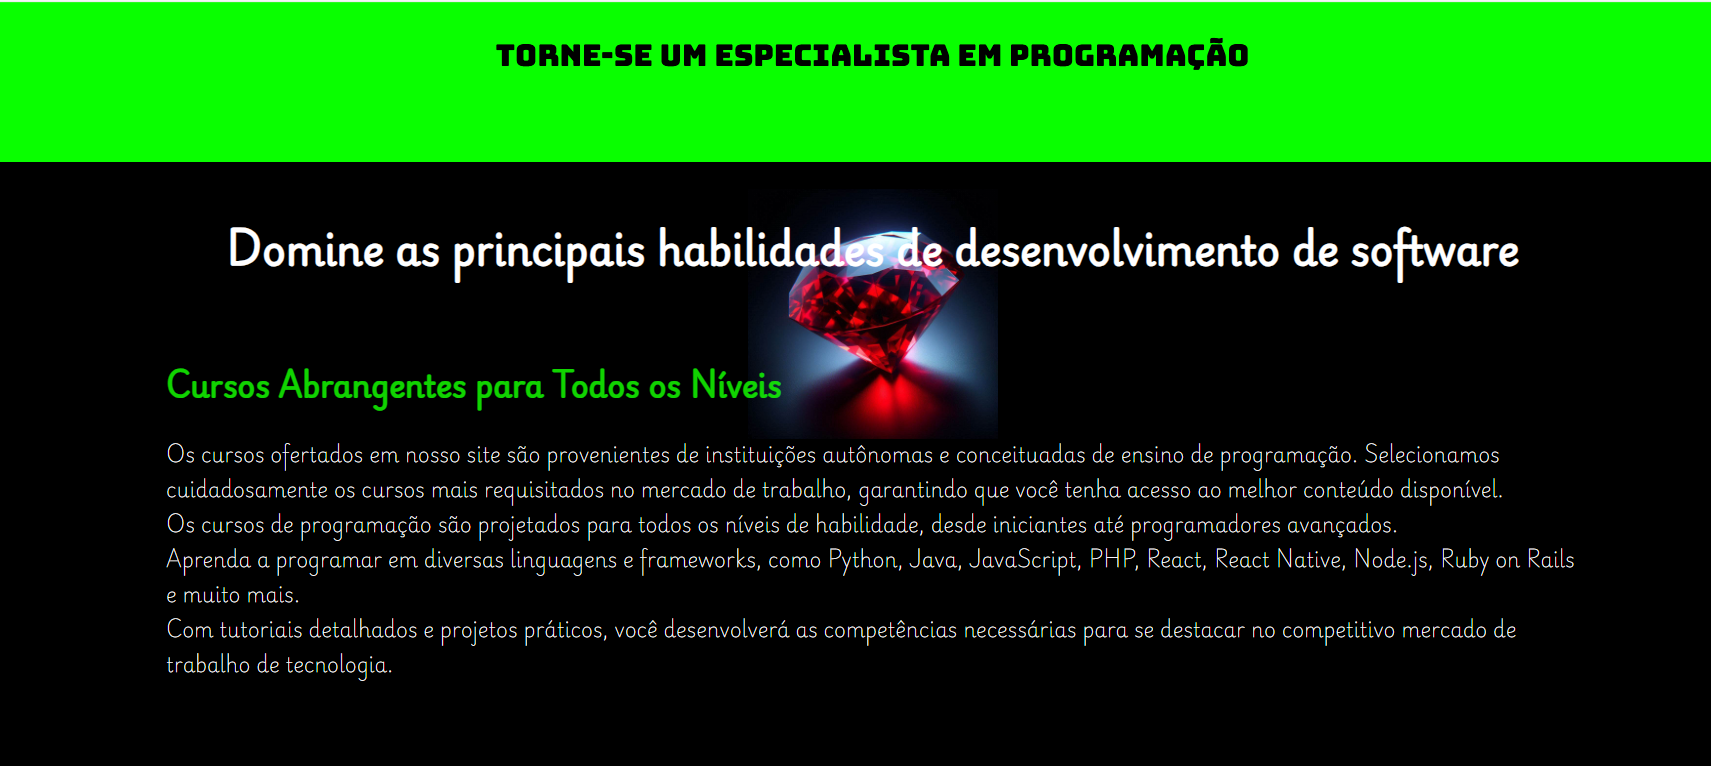 TORNE-SE UM ESPECIALISTA EM PROGRAMAÇÃO
Domine as principais habilidades de desenvolvimento de software
Cursos Abrangentes para Todos os Níveis
Os cursos ofertados em nosso site são provenientes de instituições autônomas e conceituadas de ensino de programação. Selecionamos
cuidadosamente os cursos mais requisitados no mercado de trabalho, garantindo que você tenha acesso ao melhor conteúdo disponível.
Os cursos de programação são projetados para todos os níveis de habilidade, desde iniciantes até programadores avançados.
Aprenda a programar em diversas linguagens e frameworks, como Python, Java, JavaScript, PHP, React, React Native, Node.js, Ruby on Rails
e muito mais.
Com tutoriais detalhados e projetos práticos, você desenvolverá as competências necessárias para se destacar no competitivo mercado de
trabalho de tecnologia.